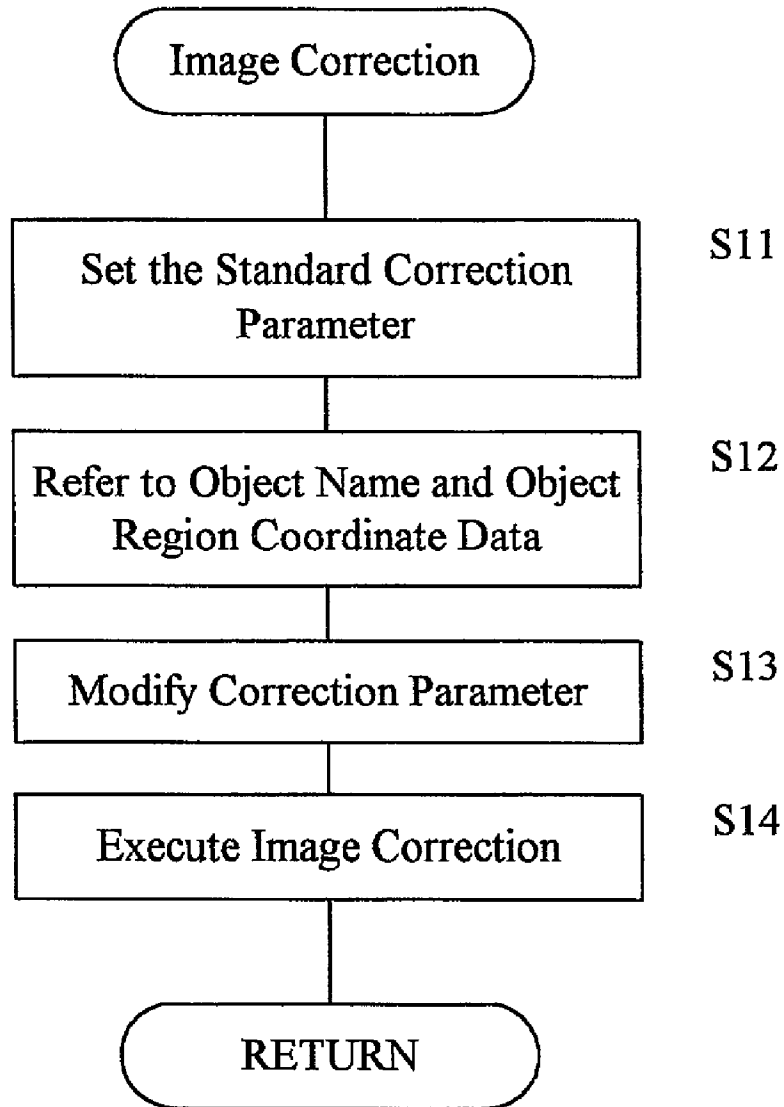 Image Correction
Set the Standard Correction
Parameter
S11
Refer to Object Name and Object
Region Coordinate Data
S12
Modify Correction Parameter
S13
Execute Image Correction
S14
RETURN